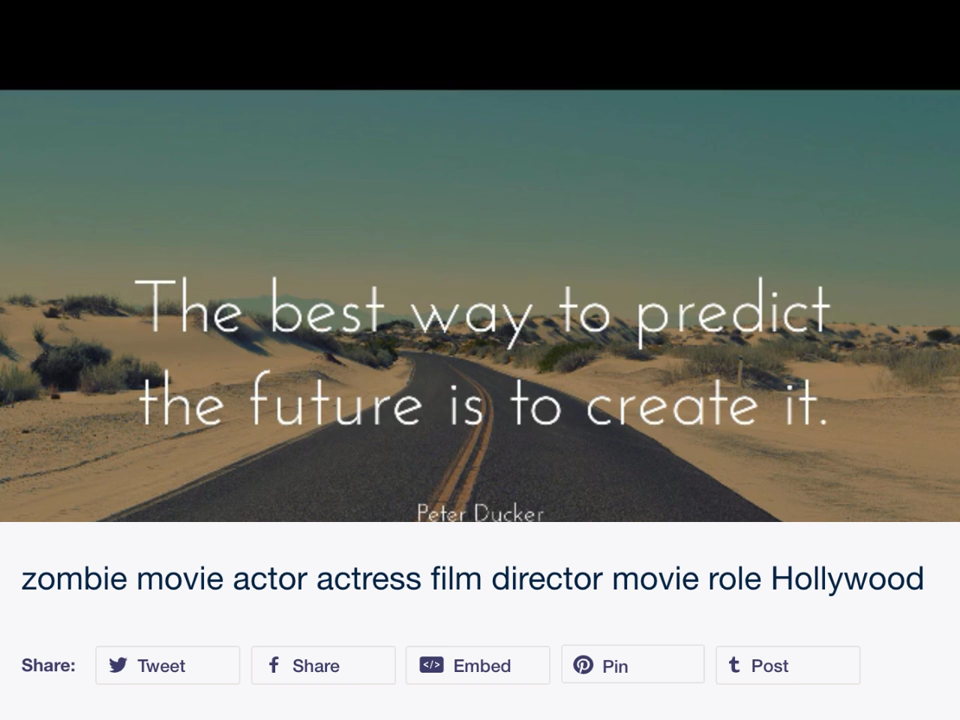 The best way to predict
the future is to create it.
Peter Ducker
zombie movie actor actress film director movie role Hollywood
Share: Tweet Share Embed Pin Post